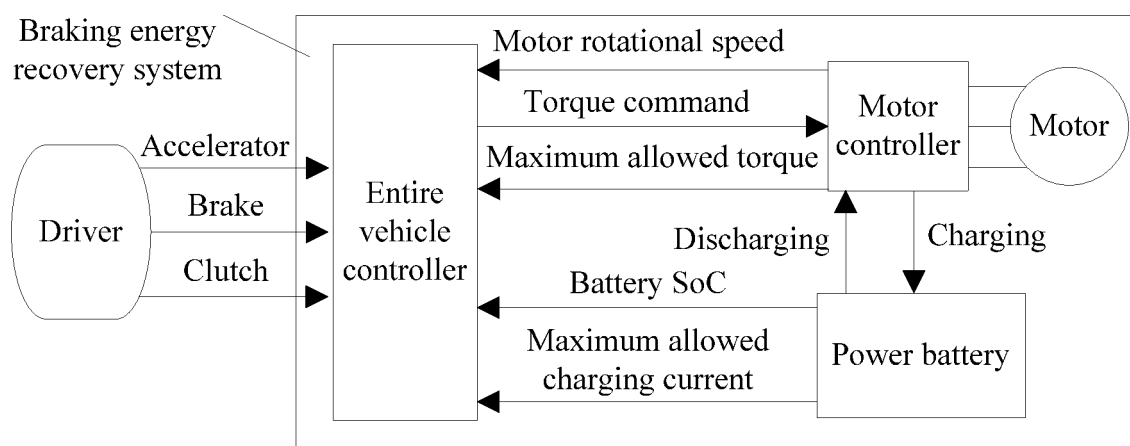 Braking energy
recovery system
Driver
Accelerator
Brake
Clutch
Entire
vehicle
controller
Motor rotational speed
Torque command
Maximum allowed torque
Motor
controller
Motor
Discharging
Charging
Battery SoC
Maximum allowed
charging current
Power battery